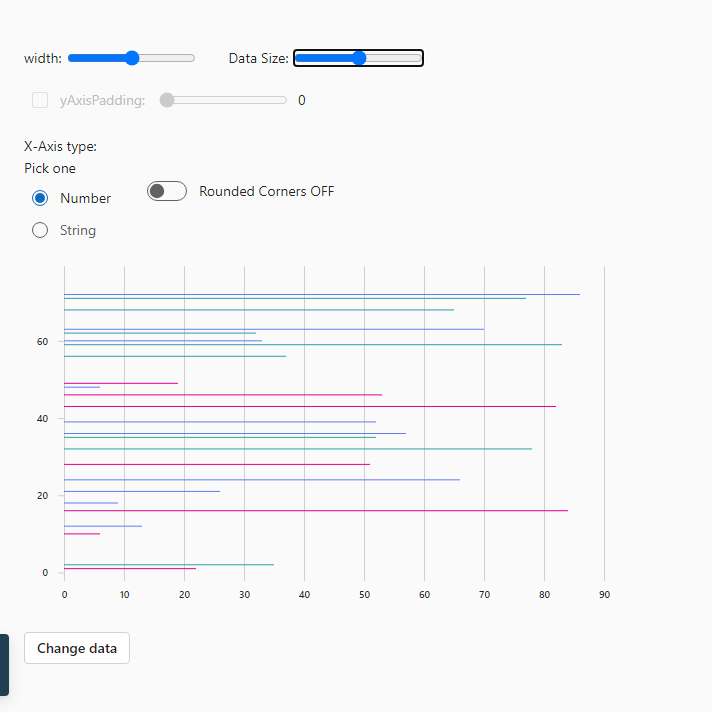 width: Data Size:
yAxisPadding: 0
X-Axis type:
Pick one
Number Rounded Corners OFF
String
60
40
20
0
0 10 20 30 40 50 60 70 80 90
Change data